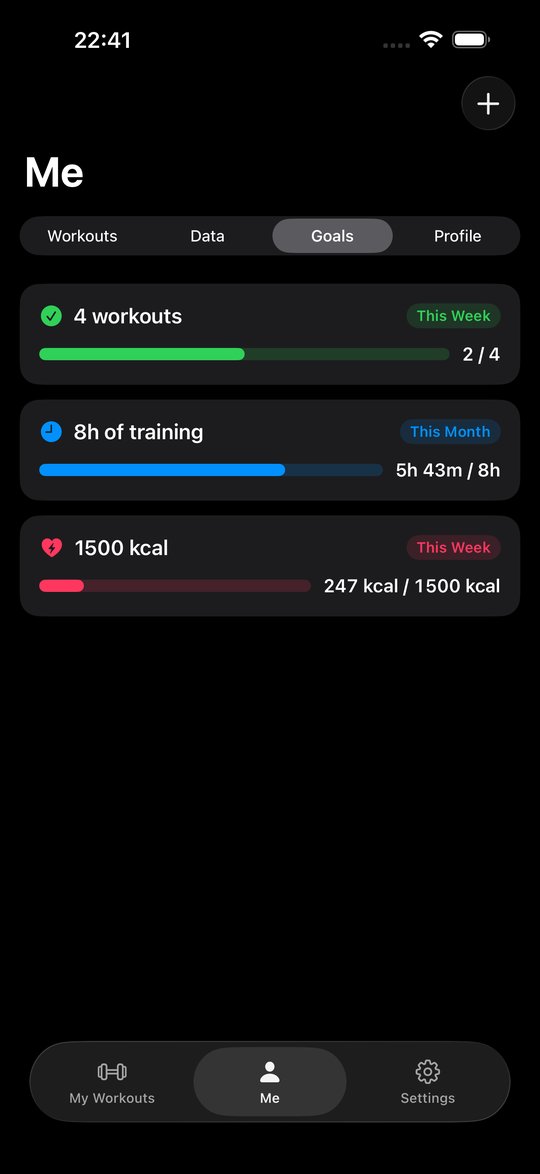 22:41
Me
Workouts Data Goals Profile
4 workouts This Week
2 / 4
8h of training This Month
5h 43m / 8h
1500 kcal This Week
247 kcal / 1500 kcal
My Workouts Me Settings